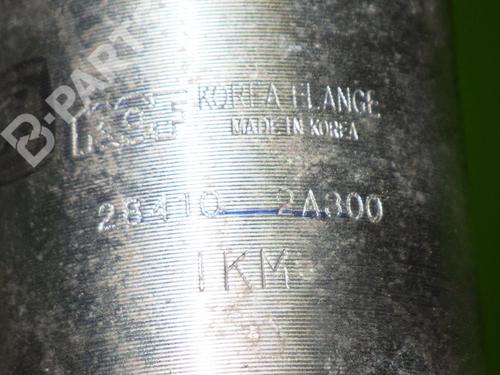 B-PARTS
KOREA FLANGE
MADE IN KOREA
28410 2A300
1KM